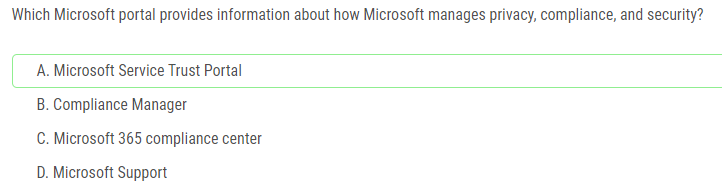 Which Microsoft portal provides information about how Microsoft manages privacy, compliance, and security?
A. Microsoft Service Trust Portal
B. Compliance Manager
C. Microsoft 365 compliance center
D. Microsoft Support